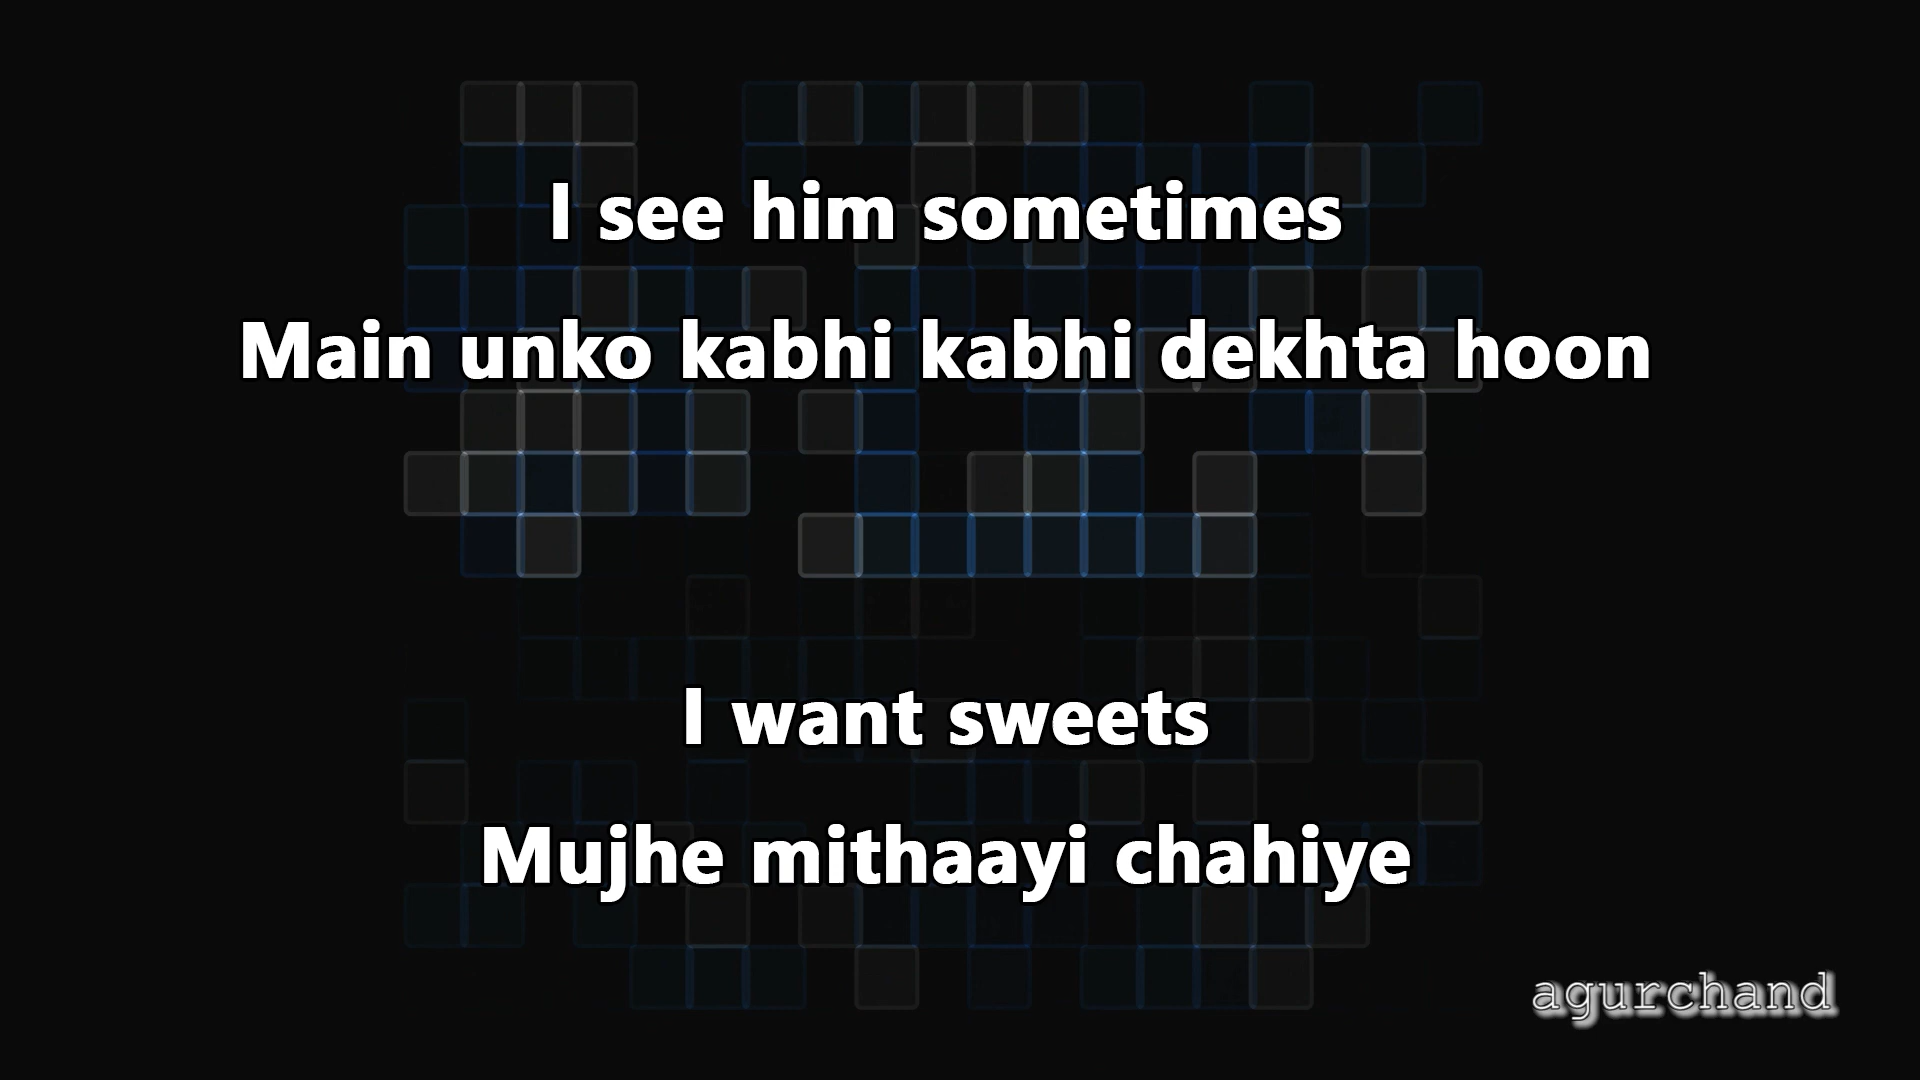 I see him sometimes
Main unko kabhi kabhi dekhta hoon
I want sweets
Mujhe mithaayi chahiye
agurchand